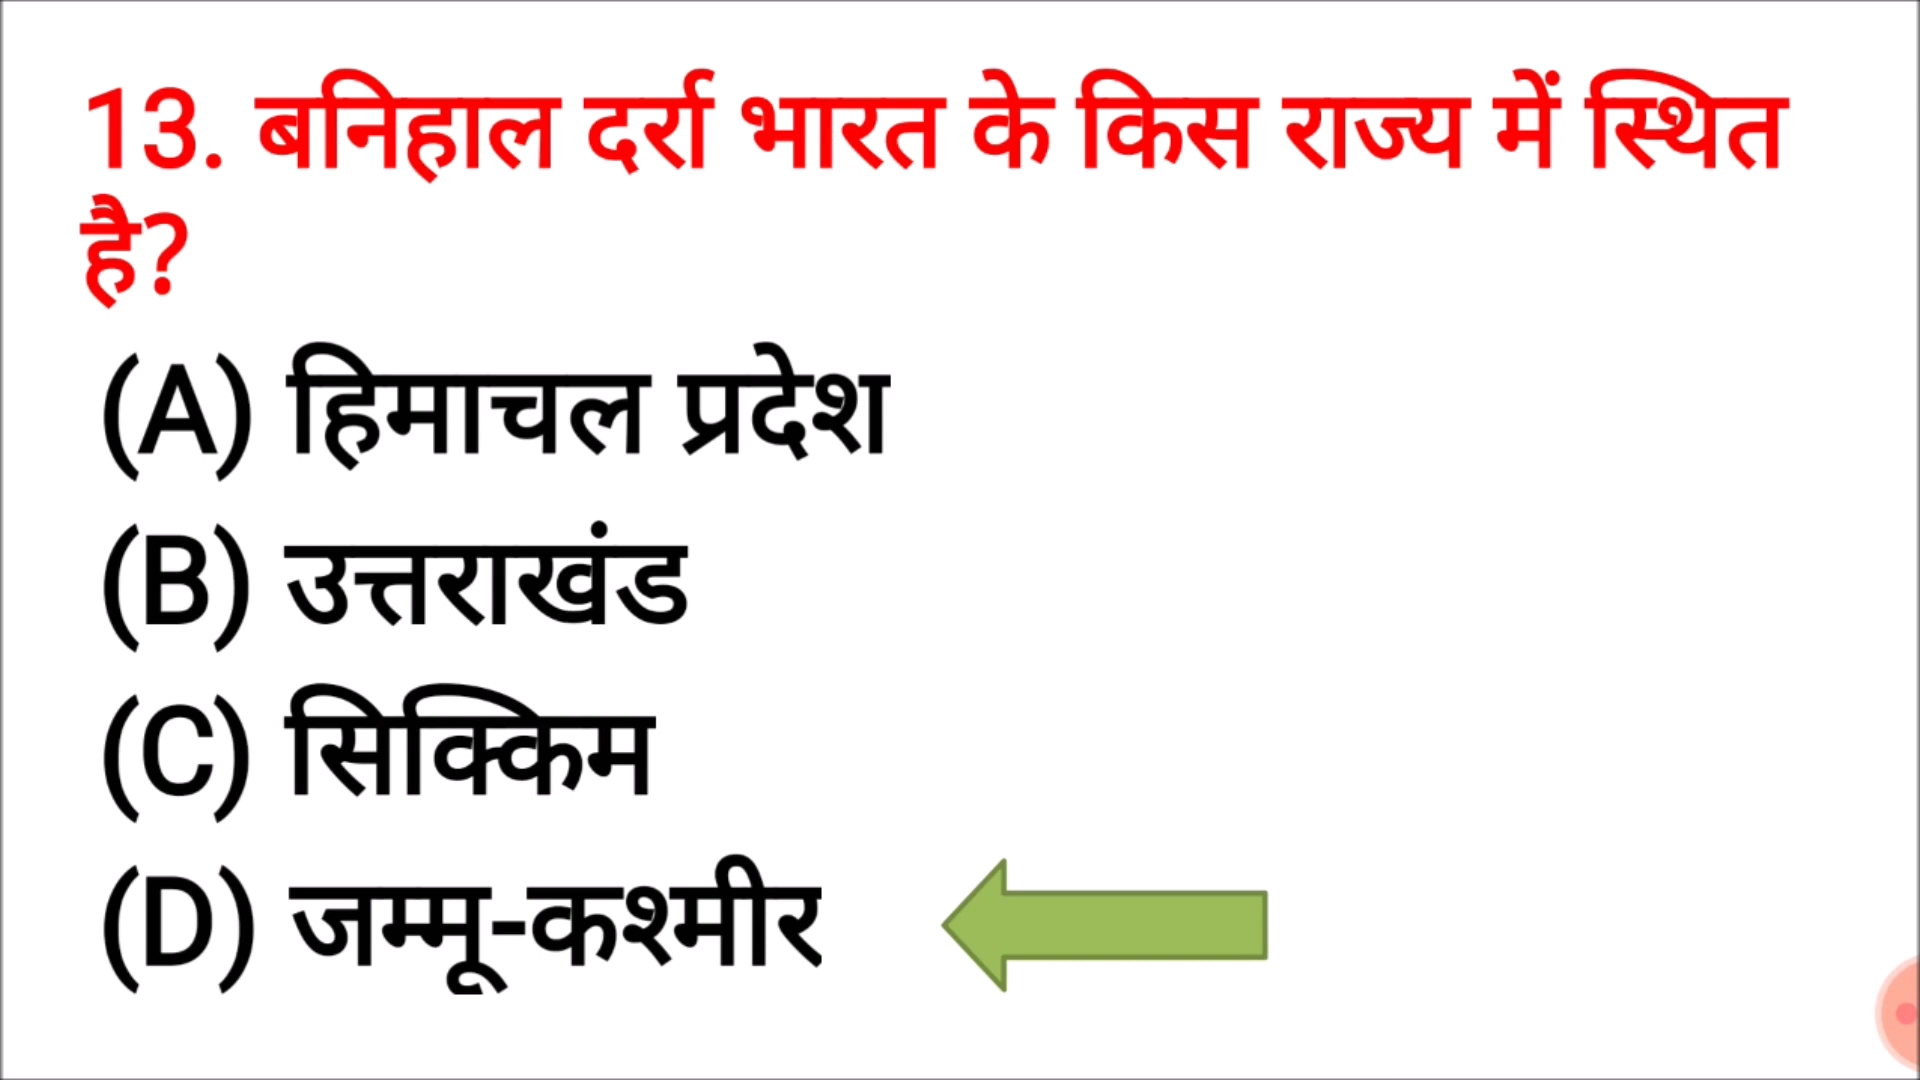 13. बनिहाल दर्रा भारत के किस राज्य में स्थित
है?
(A) हिमाचल प्रदेश
(B) उत्तराखंड
(C) सिक्किम
(D) जम्मू-कश्मीर